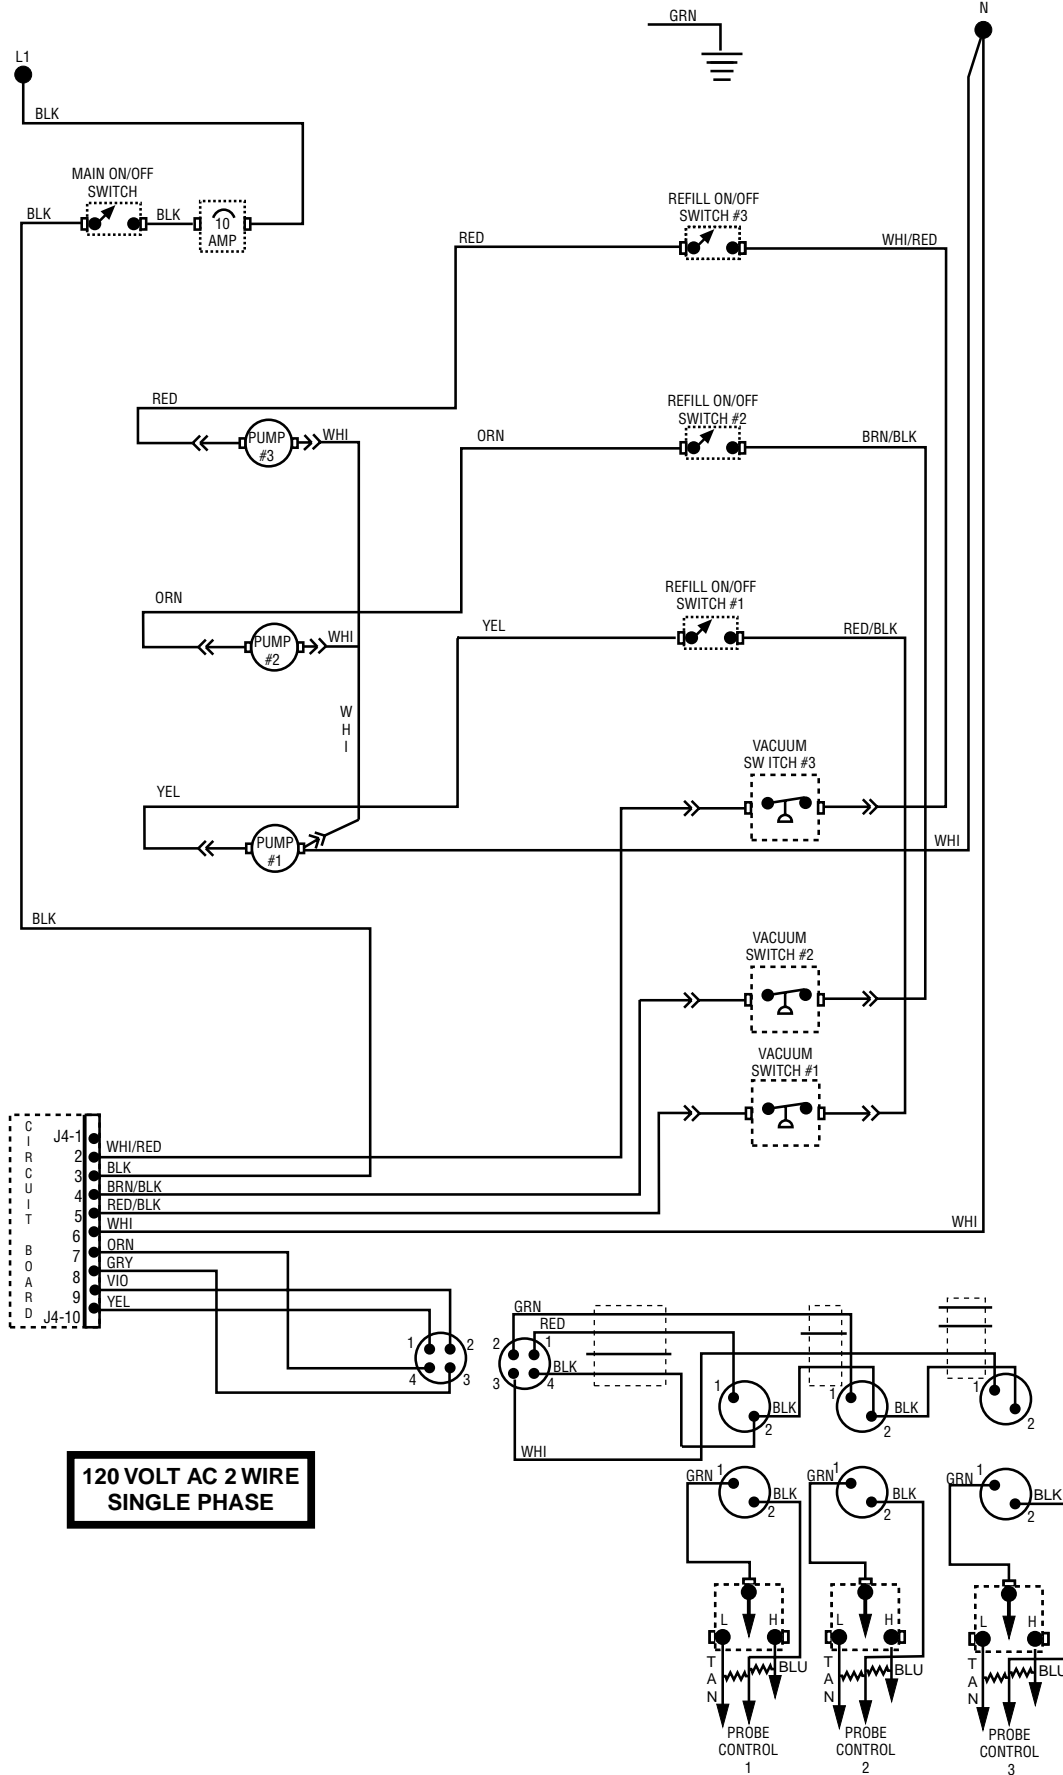 GRN
N
L1
BLK
MAIN ON/OFF
SWITCH
BLK
BLK
10
AMP
REFILL ON/OFF
SWITCH #3
RED
WHI/RED
RED
PUMP
#3
WHI
REFILL ON/OFF
SWITCH #2
ORN
BRN/BLK
ORN
PUMP
#2
WHI
REFILL ON/OFF
SWITCH #1
YEL
RED/BLK
WHI
VACUUM
SW ITCH #3
YEL
PUMP
#1
WHI
BLK
VACUUM
SWITCH #2
VACUUM
SWITCH #1
CIRCUIT BOARD
J4-1
2
WHI/RED
3
BLK
4
BRN/BLK
5
RED/BLK
6
WHI
WHI
7
ORN
8
GRY
9
VIO
J4-10
YEL
1
2
4
3
GRN
RED
2
1
BLK
3
4
WHI
1
BLK
2
1
BLK
2
1
2
120 VOLT AC 2 WIRE
SINGLE PHASE
GRN
1
BLK
2
GRN
1
BLK
2
GRN
1
BLK
2
L
H
L
H
L
H
TAN
BLU
TAN
BLU
TAN
BLU
PROBE
CONTROL
1
PROBE
CONTROL
2
PROBE
CONTROL
3